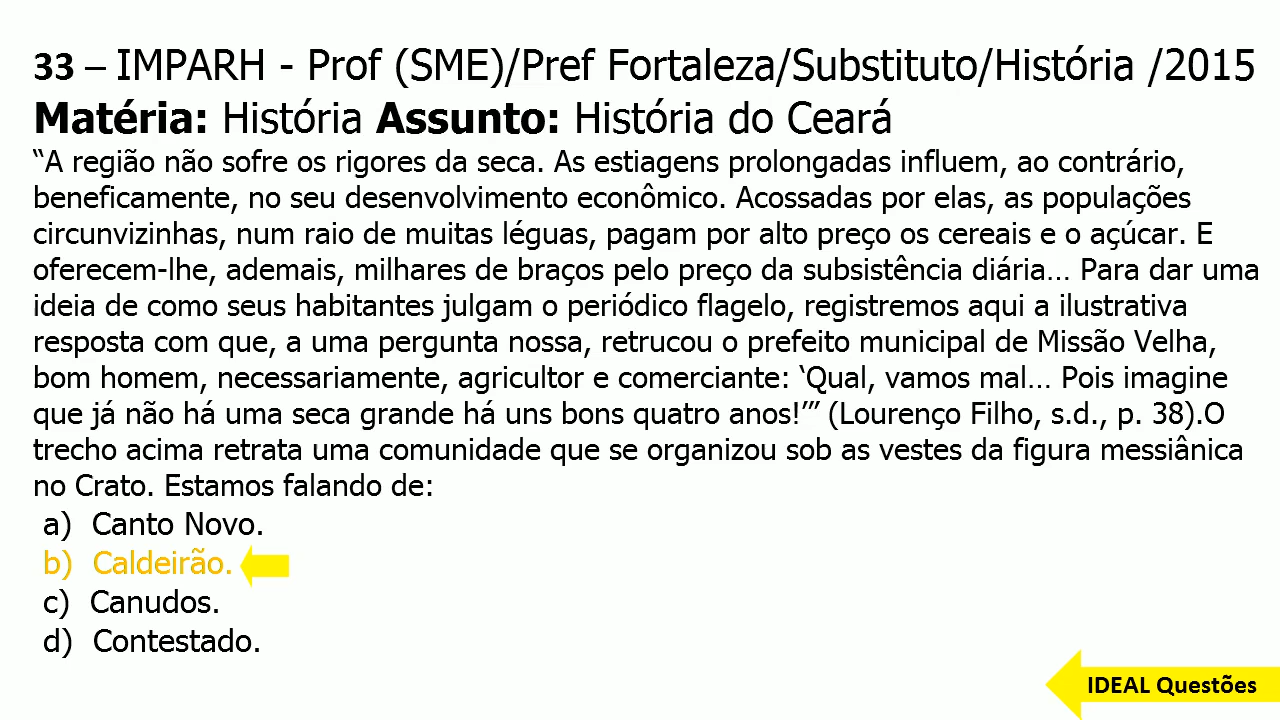 33 – IMPARH - Prof (SME)/Pref Fortaleza/Substituto/História /2015
Matéria: História Assunto: História do Ceará
“A região não sofre os rigores da seca. As estiagens prolongadas influem, ao contrário,
beneficamente, no seu desenvolvimento econômico. Acossadas por elas, as populações
circunvizinhas, num raio de muitas léguas, pagam por alto preço os cereais e o açúcar. E
oferecem-lhe, ademais, milhares de braços pelo preço da subsistência diária… Para dar uma
ideia de como seus habitantes julgam o periódico flagelo, registremos aqui a ilustrativa
resposta com que, a uma pergunta nossa, retrucou o prefeito municipal de Missão Velha,
bom homem, necessariamente, agricultor e comerciante: ‘Qual, vamos mal… Pois imagine
que já não há uma seca grande há uns bons quatro anos!’” (Lourenço Filho, s.d., p. 38).O
trecho acima retrata uma comunidade que se organizou sob as vestes da figura messiânica
no Crato. Estamos falando de:
a) Canto Novo.
b) Caldeirão.
c) Canudos.
d) Contestado.
IDEAL Questões